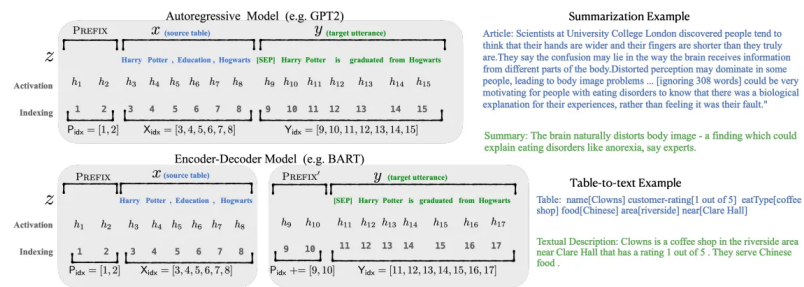 Autoregressive Model (e.g. GPT2)
PREFIX x (source table) y (target utterance)
z Harry Potter , Education , Hogwarts [SEP] Harry Potter is graduated from Hogwarts
Activation h1 h2 h3 h4 h5 h6 h7 h8 h9 h10 h11 h12 h13 h14 h15
Indexing 1 2 3 4 5 6 7 8 9 10 11 12 13 14 15
Pidx = [1, 2] Xidx = [3, 4, 5, 6, 7, 8] Yidx = [9, 10, 11, 12, 13, 14, 15]
Encoder-Decoder Model (e.g. BART)
PREFIX x (source table) PREFIX′ y (target utterance)
z Harry Potter , Education , Hogwarts [SEP] Harry Potter is graduated from Hogwarts
Activation h1 h2 h3 h4 h5 h6 h7 h8 h9 h10 h11 h12 h13 h14 h15 h16 h17
Indexing 1 2 3 4 5 6 7 8 9 10 11 12 13 14 15 16 17
Pidx = [1, 2] Xidx = [3, 4, 5, 6, 7, 8] Pidx += [9, 10] Yidx = [11, 12, 13, 14, 15, 16, 17]
Summarization Example
Article: Scientists at University College London discovered people tend to
think that their hands are wider and their fingers are shorter than they truly
are.They say the confusion may lie in the way the brain receives information
from different parts of the body.Distorted perception may dominate in some
people, leading to body image problems ... [ignoring 308 words] could be very
motivating for people with eating disorders to know that there was a biological
explanation for their experiences, rather than feeling it was their fault."
Summary: The brain naturally distorts body image - a finding which could
explain eating disorders like anorexia, say experts.
Table-to-text Example
Table: name[Clowns] customer-rating[1 out of 5] eatType[coffee
shop] food[Chinese] area[riverside] near[Clare Hall]
Textual Description: Clowns is a coffee shop in the riverside area
near Clare Hall that has a rating 1 out of 5 . They serve Chinese
food .